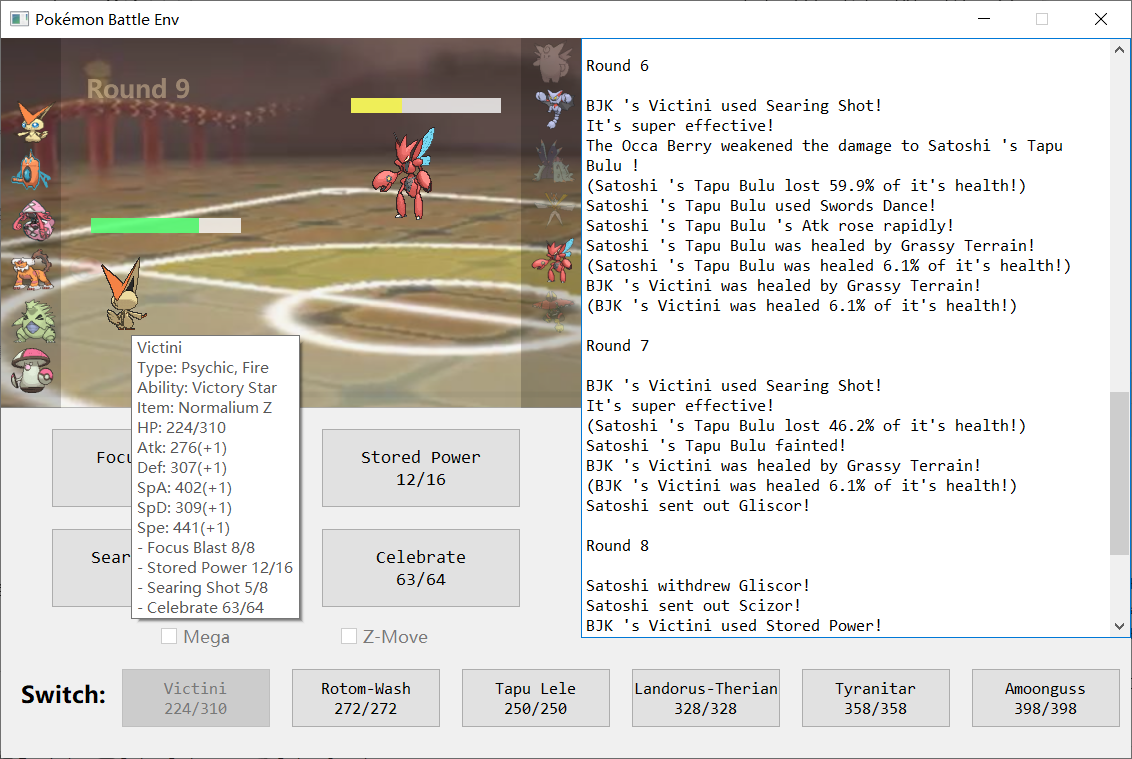 Pokémon Battle Env
Round 9
Victini
Type: Psychic, Fire
Ability: Victory Star
Item: Normalium Z
HP: 224/310
Atk: 276(+1)
Def: 307(+1)
SpA: 402(+1)
SpD: 309(+1)
Spe: 441(+1)
- Focus Blast 8/8
- Stored Power 12/16
- Searing Shot 5/8
- Celebrate 63/64
Focu
Stored Power
12/16
Sear
Celebrate
63/64
Mega
Z-Move
Round 6
BJK 's Victini used Searing Shot!
It's super effective!
The Occa Berry weakened the damage to Satoshi 's Tapu
Bulu !
(Satoshi 's Tapu Bulu lost 59.9% of it's health!)
Satoshi 's Tapu Bulu used Swords Dance!
Satoshi 's Tapu Bulu 's Atk rose rapidly!
Satoshi 's Tapu Bulu was healed by Grassy Terrain!
(Satoshi 's Tapu Bulu was healed 6.1% of it's health!)
BJK 's Victini was healed by Grassy Terrain!
(BJK 's Victini was healed 6.1% of it's health!)
Round 7
BJK 's Victini used Searing Shot!
It's super effective!
(Satoshi 's Tapu Bulu lost 46.2% of it's health!)
Satoshi 's Tapu Bulu fainted!
BJK 's Victini was healed by Grassy Terrain!
(BJK 's Victini was healed 6.1% of it's health!)
Satoshi sent out Gliscor!
Round 8
Satoshi withdrew Gliscor!
Satoshi sent out Scizor!
BJK 's Victini used Stored Power!
Switch:
Victini
224/310
Rotom-Wash
272/272
Tapu Lele
250/250
Landorus-Therian
328/328
Tyranitar
358/358
Amoonguss
398/398